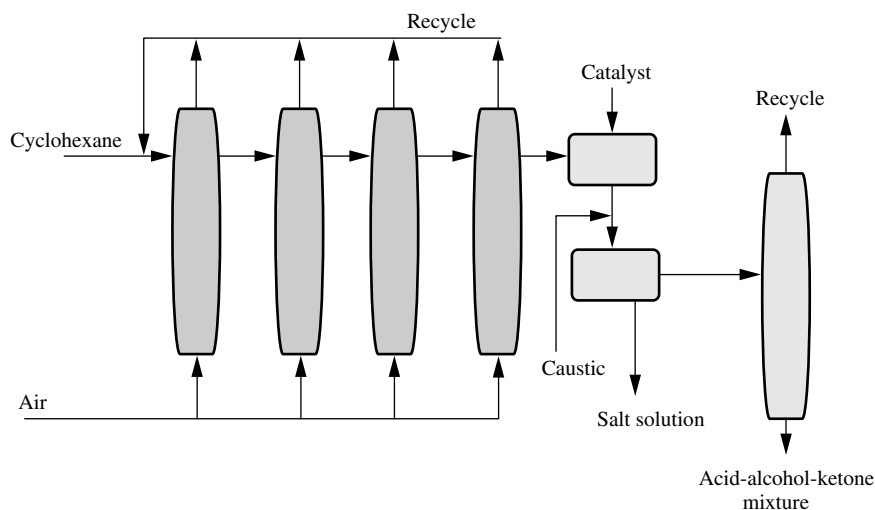 Recycle
Catalyst
Recycle
Cyclohexane
Air
Caustic
Salt solution
Acid-alcohol-ketone
mixture